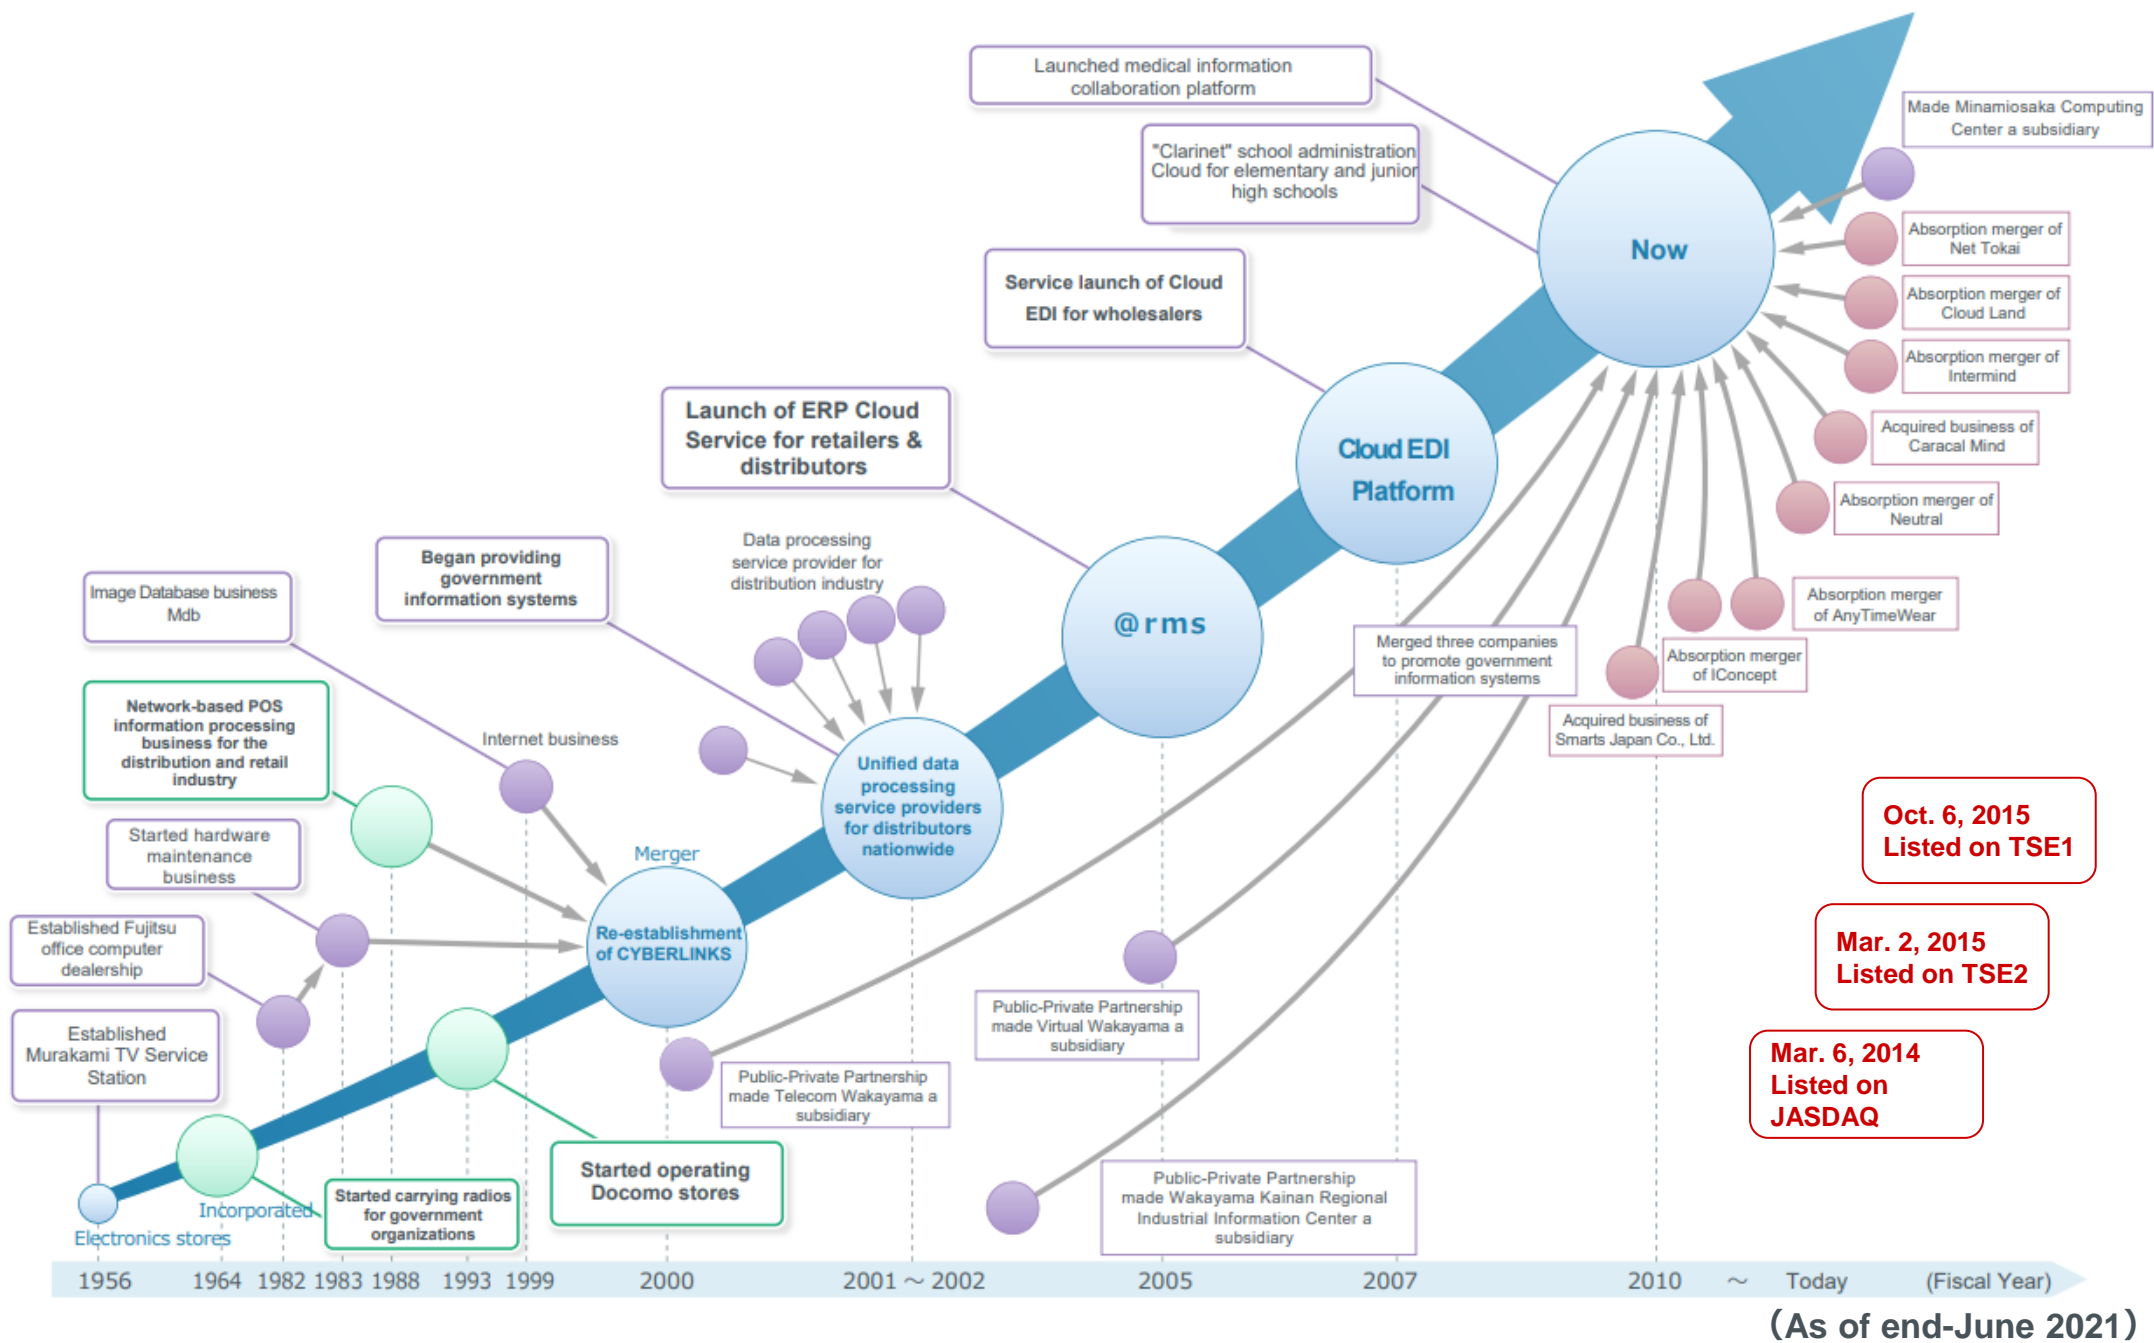 Launched medical information
collaboration platform
Made Minamiosaka Computing
Center a subsidiary
"Clarinet" school administration
Cloud for elementary and junior
high schools
Now
Absorption merger of
Net Tokai
Absorption merger of
Cloud Land
Absorption merger of
Intermind
Acquired business of
Caracal Mind
Absorption merger of
Neutral
Absorption merger
of AnyTimeWear
Absorption merger
of IConcept
Acquired business of
Smarts Japan Co., Ltd.
Service launch of Cloud
EDI for wholesalers
Cloud EDI
Platform
Launch of ERP Cloud
Service for retailers &
distributors
@rms
Merged three companies
to promote government
information systems
Data processing
service provider for
distribution industry
Began providing
government
information systems
Unified data
processing
service providers
for distributors
nationwide
Image Database business
Mdb
Internet business
Network-based POS
information processing
business for the
distribution and retail
industry
Started hardware
maintenance
business
Merger
Re-establishment
of CYBERLINKS
Established Fujitsu
office computer
dealership
Established
Murakami TV Service
Station
Public-Private Partnership
made Virtual Wakayama a
subsidiary
Public-Private Partnership
made Telecom Wakayama a
subsidiary
Public-Private Partnership
made Wakayama Kainan Regional
Industrial Information Center a
subsidiary
Started operating
Docomo stores
Started carrying radios
for government
organizations
Incorporated
Electronics stores
Oct. 6, 2015
Listed on TSE1
Mar. 2, 2015
Listed on TSE2
Mar. 6, 2014
Listed on
JASDAQ
1956 1964 1982 1983 1988 1993 1999 2000 2001 ～ 2002 2005 2007 2010 ～ Today (Fiscal Year)
（As of end-June 2021）